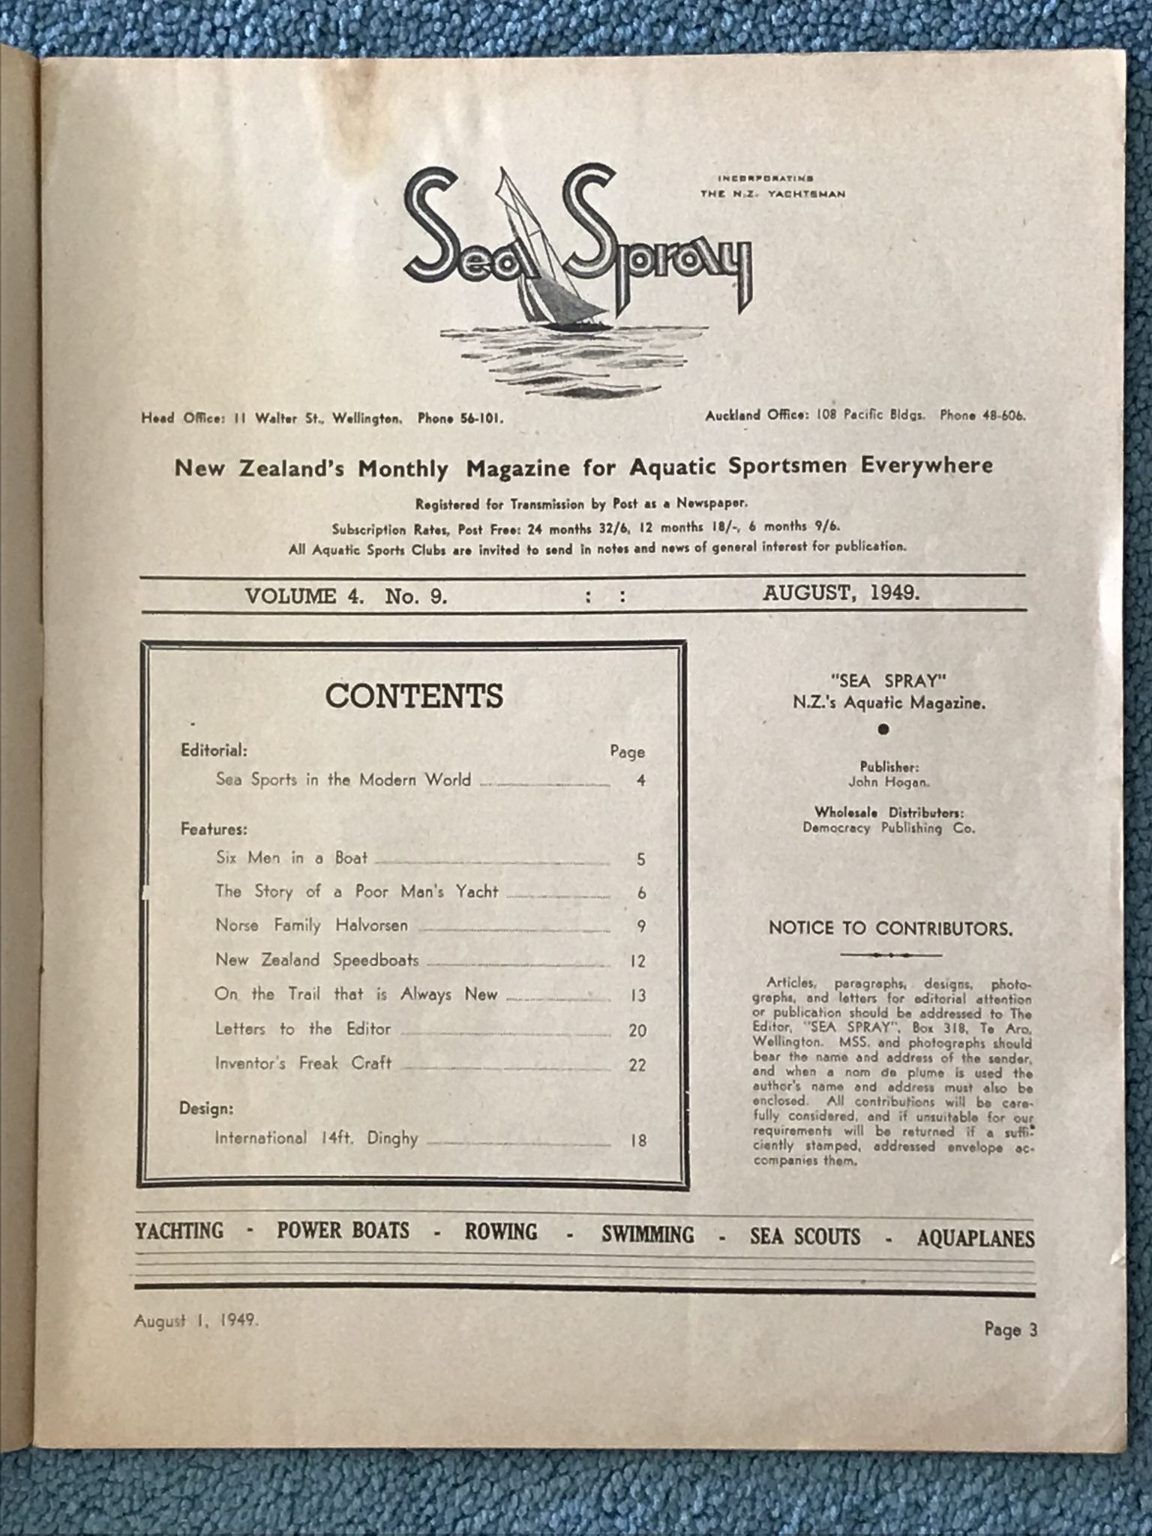 Sea Spray
INCORPORATING
THE N.Z. YACHTSMAN
Head Office: 11 Walter St., Wellington. Phone 56-101.
Auckland Office: 108 Pacific Bldgs. Phone 48-606.
New Zealand's Monthly Magazine for Aquatic Sportsmen Everywhere
Registered for Transmission by Post as a Newspaper.
Subscription Rates, Post Free: 24 months 32/6, 12 months 18/-, 6 months 9/6.
All Aquatic Sports Clubs are invited to send in notes and news of general interest for publication.
VOLUME 4. No. 9. : : AUGUST, 1949.
CONTENTS
Editorial: Page
Sea Sports in the Modern World 4
Features:
Six Men in a Boat 5
The Story of a Poor Man's Yacht 6
Norse Family Halvorsen 9
New Zealand Speedboats 12
On the Trail that is Always New 13
Letters to the Editor 20
Inventor's Freak Craft 22
Design:
International 14ft. Dinghy 18
"SEA SPRAY"
N.Z.'s Aquatic Magazine.
Publisher:
John Hogan.
Wholesale Distributors:
Democracy Publishing Co.
NOTICE TO CONTRIBUTORS.
Articles, paragraphs, designs, photo-
graphs, and letters for editorial attention
or publication should be addressed to The
Editor, "SEA SPRAY", Box 318, Te Aro,
Wellington. MSS. and photographs should
bear the name and address of the sender,
and when a nom de plume is used the
author's name and address must also be
enclosed. All contributions will be care-
fully considered, and if unsuitable for our
requirements will be returned if a suffi-
ciently stamped, addressed envelope ac-
companies them.
YACHTING - POWER BOATS - ROWING - SWIMMING - SEA SCOUTS - AQUAPLANES
August 1, 1949.
Page 3